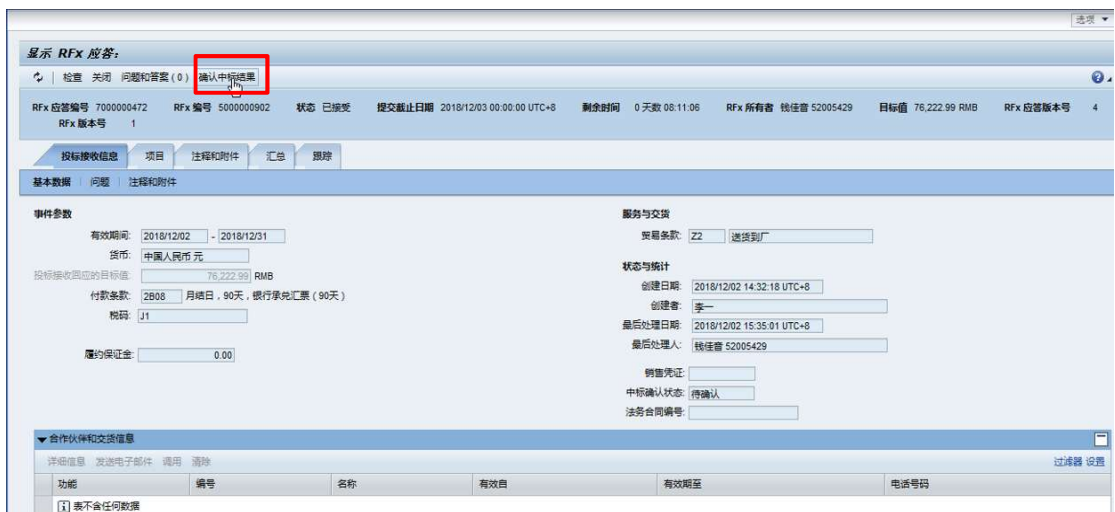 选项
显示 RFx 应答:
检查 关闭 问题和答案 ( 0 ) 确认中标结果
RFx 应答编号 7000000472 RFx 编号 5000000902 状态 已接受 提交截止日期 2018/12/03 00:00:00 UTC+8 剩余时间 0 天数 08:11:06 RFx 所有者 钱佳音 52005429 目标值 76,222.99 RMB RFx 应答版本号 4
RFx 版本号 1
投标接收信息 项目 注释和附件 汇总 跟踪
基本数据 问题 注释和附件
事件参数 服务与交货
有效期间: 2018/12/02 - 2018/12/31 贸易条款: Z2 送货到厂
货币: 中国人民币 元 状态与统计
投标接收回应的目标值: 76,222.99 RMB 创建日期: 2018/12/02 14:32:18 UTC+8
付款条款: 2B08 月结日，90天，银行承兑汇票（90天） 创建者: 李一
税码: J1 最后处理日期: 2018/12/02 15:35:01 UTC+8
履约保证金: 0.00 最后处理人: 钱佳音 52005429
销售凭证:
中标确认状态: 待确认
法务合同编号:
合作伙伴和交货信息
详细信息 发送电子邮件 调用 清除 过滤器 设置
功能 编号 名称 有效自 有效期至 电话号码
表不含任何数据